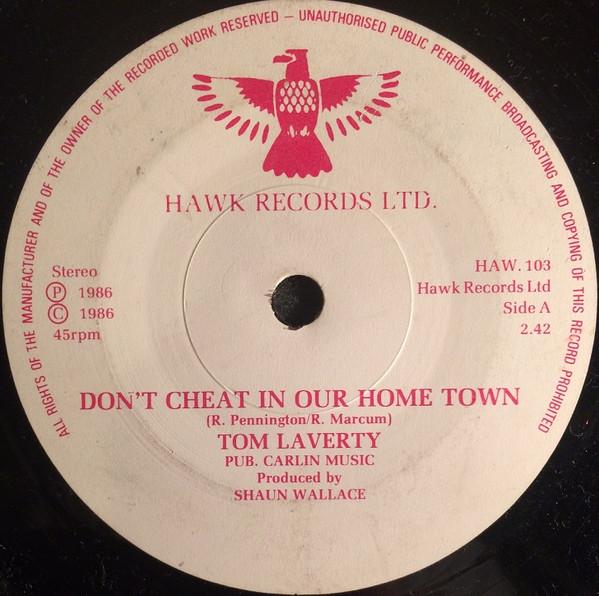 ALL RIGHTS OF THE MANUFACTURER AND OF THE OWNER OF THE RECORDED WORK RESERVED – UNAUTHORISED PUBLIC PERFORMANCE BROADCASTING AND COPYING OF THIS RECORD PROHIBITED
HAWK RECORDS LTD.
Stereo
Ⓟ 1986
© 1986
45rpm
HAW. 103
Hawk Records Ltd
Side A
2.42
DON'T CHEAT IN OUR HOME TOWN
(R. Pennington/R. Marcum)
TOM LAVERTY
PUB. CARLIN MUSIC
Produced by
SHAUN WALLACE